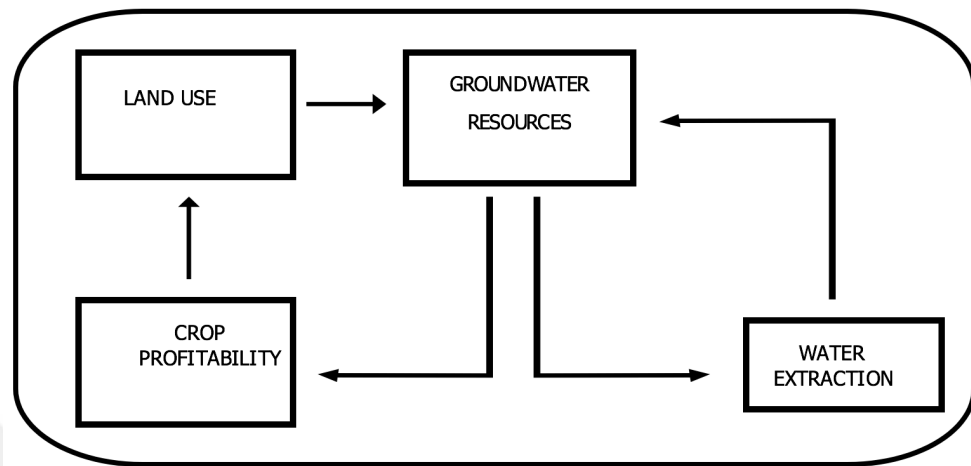 LAND USE
GROUNDWATER
RESOURCES
CROP
PROFITABILITY
WATER
EXTRACTION